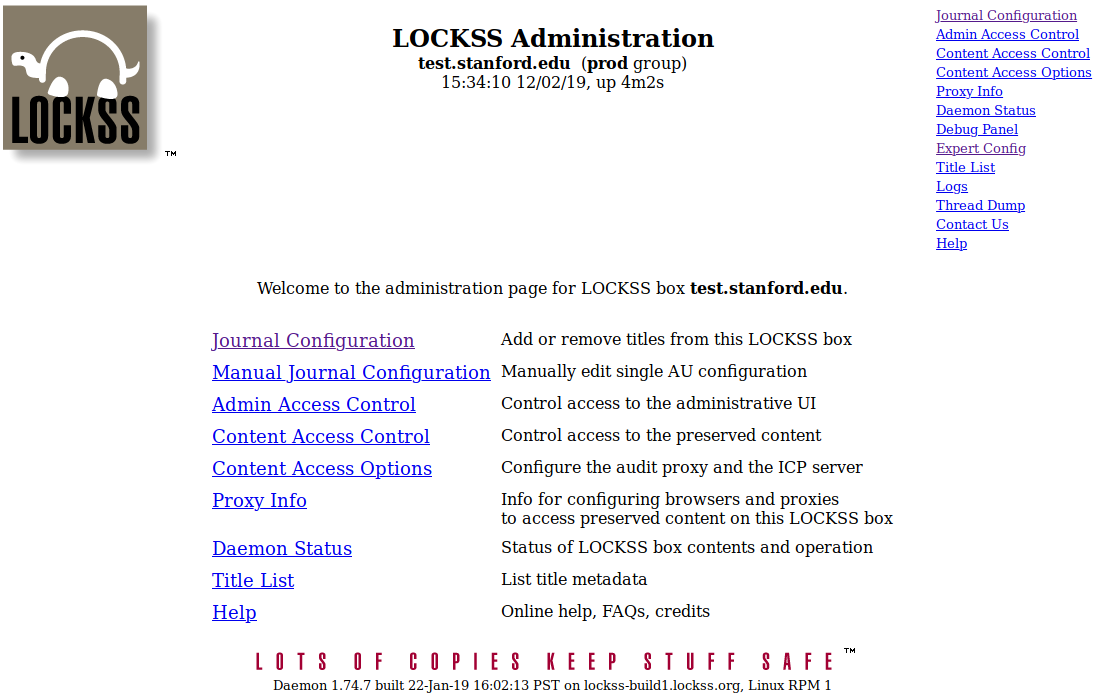 LOCKSS
™
LOCKSS Administration
test.stanford.edu (prod group)
15:34:10 12/02/19, up 4m2s
Journal Configuration
Admin Access Control
Content Access Control
Content Access Options
Proxy Info
Daemon Status
Debug Panel
Expert Config
Title List
Logs
Thread Dump
Contact Us
Help
Welcome to the administration page for LOCKSS box test.stanford.edu.
Journal Configuration Add or remove titles from this LOCKSS box
Manual Journal Configuration Manually edit single AU configuration
Admin Access Control Control access to the administrative UI
Content Access Control Control access to the preserved content
Content Access Options Configure the audit proxy and the ICP server
Proxy Info Info for configuring browsers and proxies
to access preserved content on this LOCKSS box
Daemon Status Status of LOCKSS box contents and operation
Title List List title metadata
Help Online help, FAQs, credits
LOTS OF COPIES KEEP STUFF SAFE ™
Daemon 1.74.7 built 22-Jan-19 16:02:13 PST on lockss-build1.lockss.org, Linux RPM 1